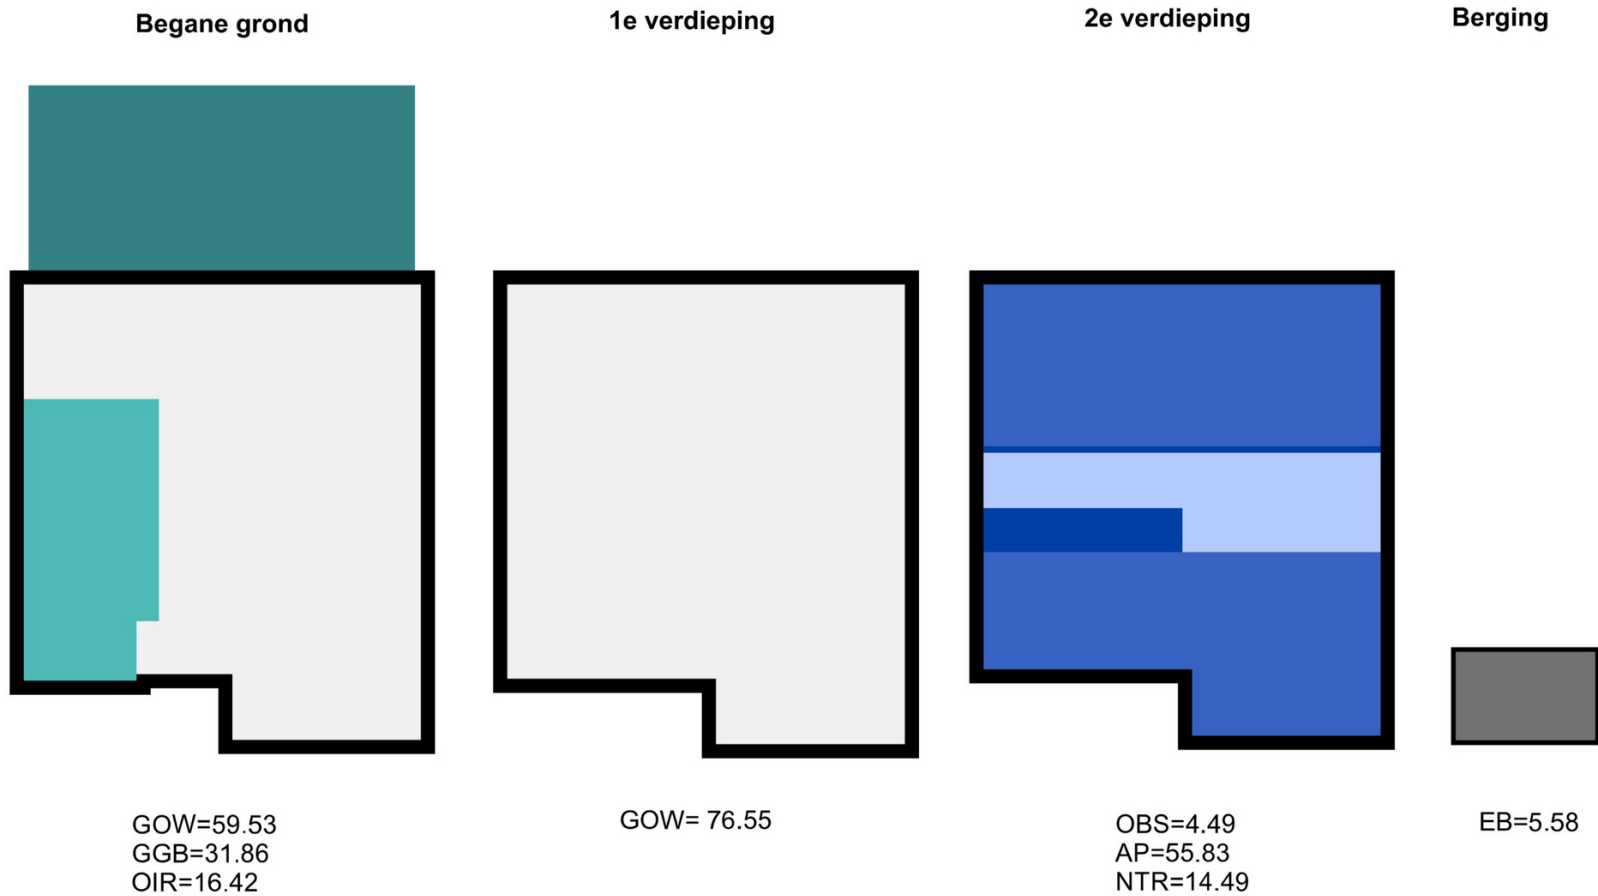 Begane grond
1e verdieping
2e verdieping
Berging
GOW=59.53
GGB=31.86
OIR=16.42
GOW= 76.55
OBS=4.49
AP=55.83
NTR=14.49
EB=5.58